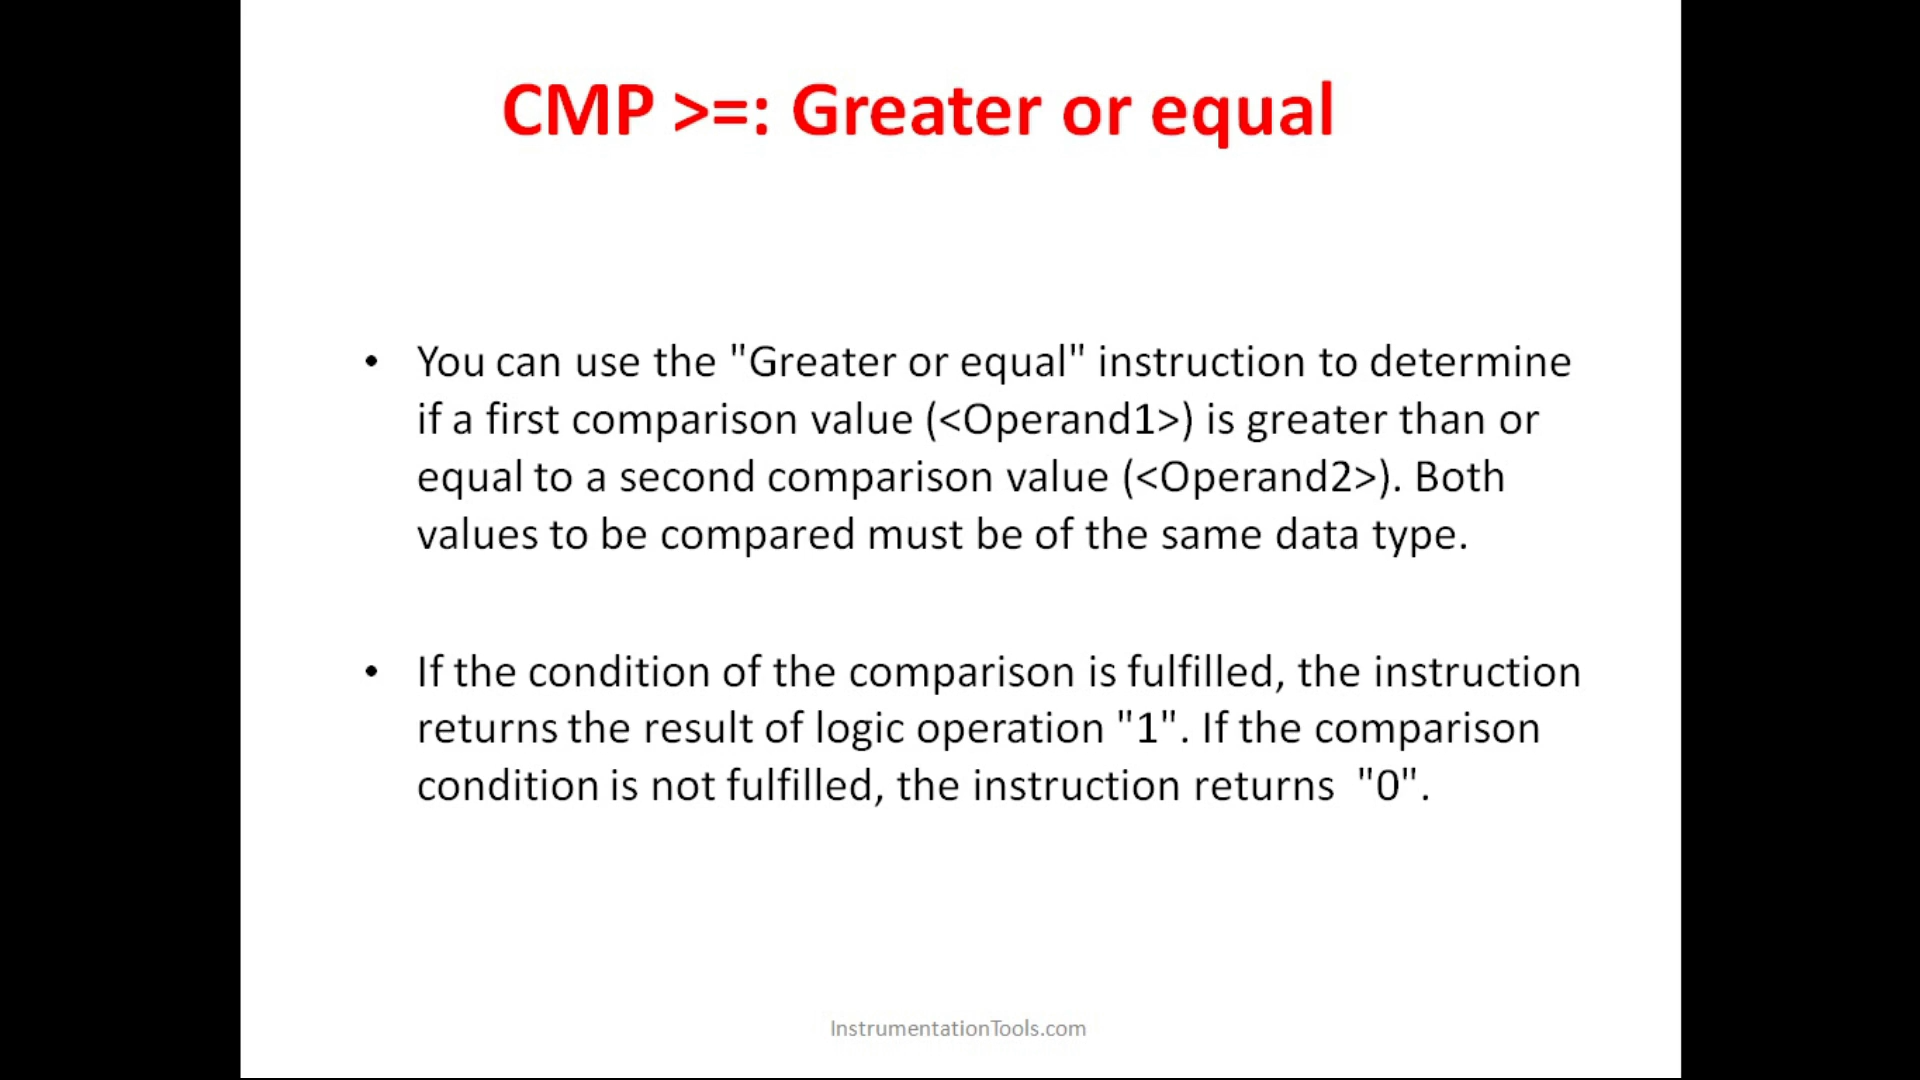 CMP >=: Greater or equal
• You can use the "Greater or equal" instruction to determine
if a first comparison value (<Operand1>) is greater than or
equal to a second comparison value (<Operand2>). Both
values to be compared must be of the same data type.
• If the condition of the comparison is fulfilled, the instruction
returns the result of logic operation "1". If the comparison
condition is not fulfilled, the instruction returns  "0".
InstrumentationTools.com